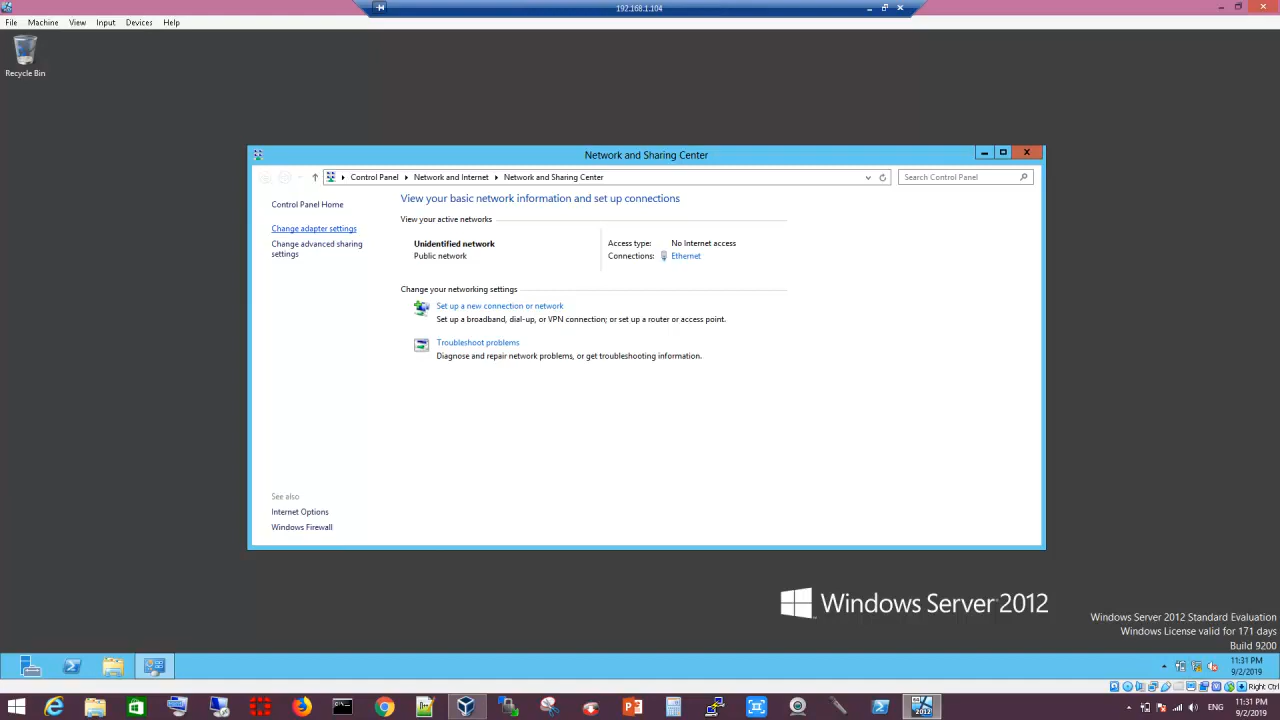 192.168.1.104
File Machine View Input Devices Help
Recycle Bin
Network and Sharing Center
Control Panel Network and Internet Network and Sharing Center
Search Control Panel
Control Panel Home
Change adapter settings
Change advanced sharing
settings
View your basic network information and set up connections
View your active networks
Unidentified network
Public network
Access type: No Internet access
Connections: Ethernet
Change your networking settings
Set up a new connection or network
Set up a broadband, dial-up, or VPN connection; or set up a router or access point.
Troubleshoot problems
Diagnose and repair network problems, or get troubleshooting information.
See also
Internet Options
Windows Firewall
Windows Server 2012
Windows Server 2012 Standard Evaluation
Windows License valid for 171 days
Build 9200
11:31 PM
9/2/2019
Right Ctrl
2012
ENG
11:31 PM
9/2/2019